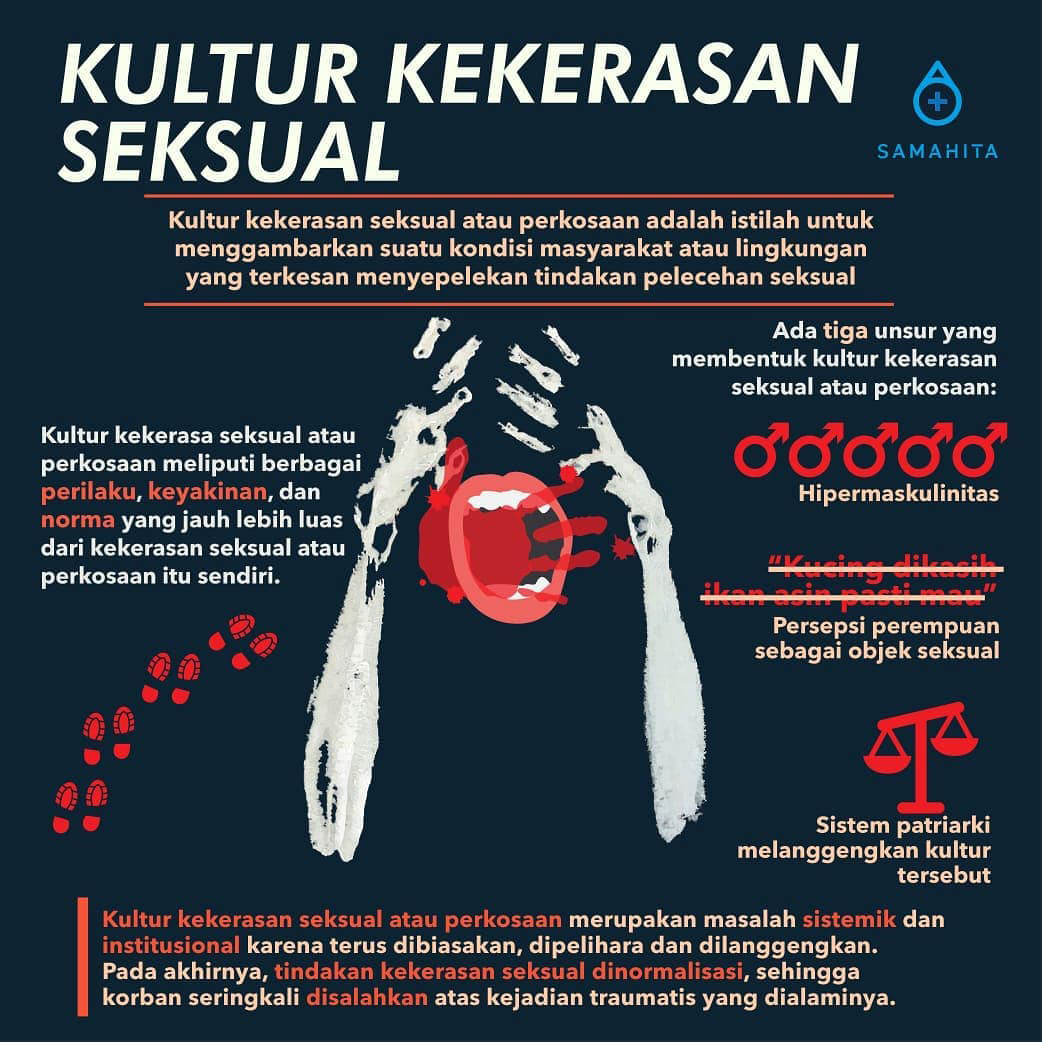 KULTUR KEKERASAN
SEKSUAL
SAMAHITA
Kultur kekerasan seksual atau perkosaan adalah istilah untuk
menggambarkan suatu kondisi masyarakat atau lingkungan
yang terkesan menyepelekan tindakan pelecehan seksual
Ada tiga unsur yang
membentuk kultur kekerasan
seksual atau perkosaan:
Kultur kekerasa seksual atau
perkosaan meliputi berbagai
perilaku, keyakinan, dan
norma yang jauh lebih luas
dari kekerasan seksual atau
perkosaan itu sendiri.
Hipermaskulinitas
“Kucing dikasih
ikan asin pasti mau”
Persepsi perempuan
sebagai objek seksual
Sistem patriarki
melanggengkan kultur
tersebut
Kultur kekerasan seksual atau perkosaan merupakan masalah sistemik dan
institusional karena terus dibiasakan, dipelihara dan dilanggengkan.
Pada akhirnya, tindakan kekerasan seksual dinormalisasi, sehingga
korban seringkali disalahkan atas kejadian traumatis yang dialaminya.